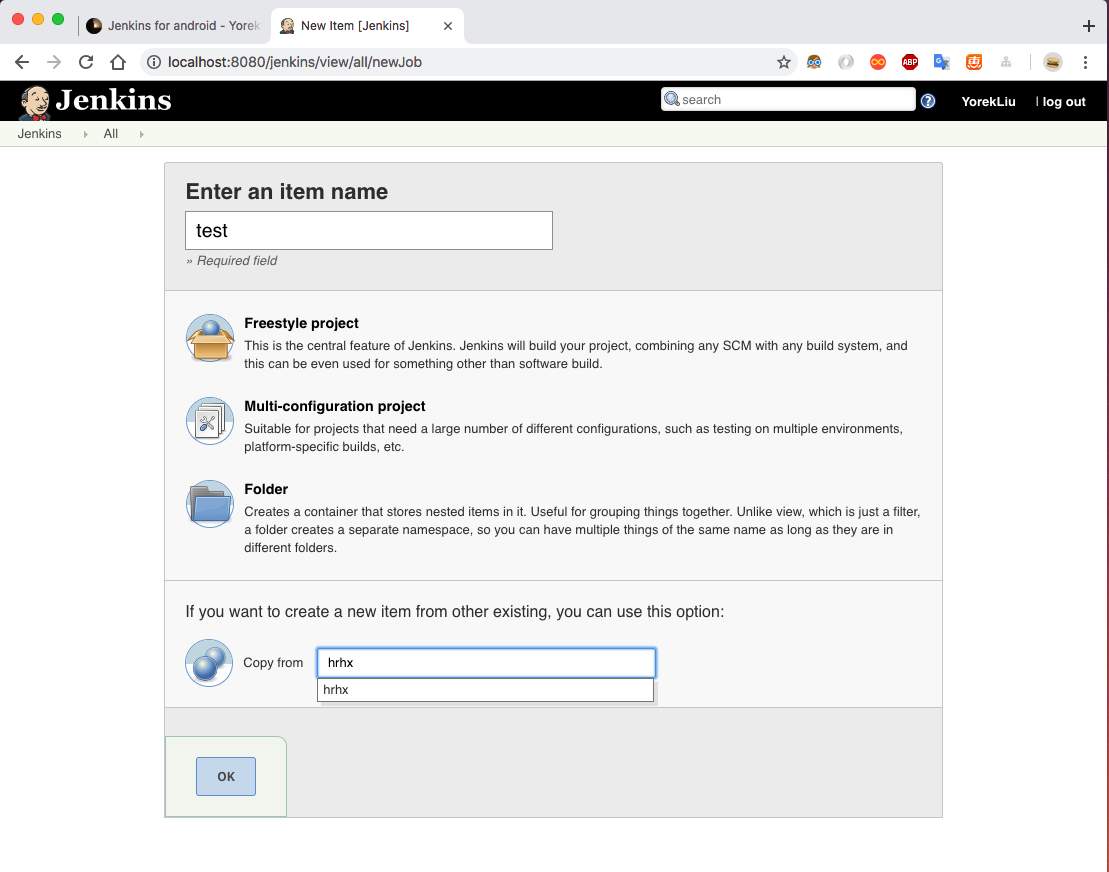 Jenkins for android - Yorek
New Item [Jenkins]
localhost:8080/jenkins/view/all/newJob
ABP
Jenkins
search
YorekLiu
| log out
Jenkins
All
Enter an item name
test
» Required field
Freestyle project
This is the central feature of Jenkins. Jenkins will build your project, combining any SCM with any build system, and
this can be even used for something other than software build.
Multi-configuration project
Suitable for projects that need a large number of different configurations, such as testing on multiple environments,
platform-specific builds, etc.
Folder
Creates a container that stores nested items in it. Useful for grouping things together. Unlike view, which is just a filter,
a folder creates a separate namespace, so you can have multiple things of the same name as long as they are in
different folders.
If you want to create a new item from other existing, you can use this option:
Copy from
hrhx
hrhx
OK